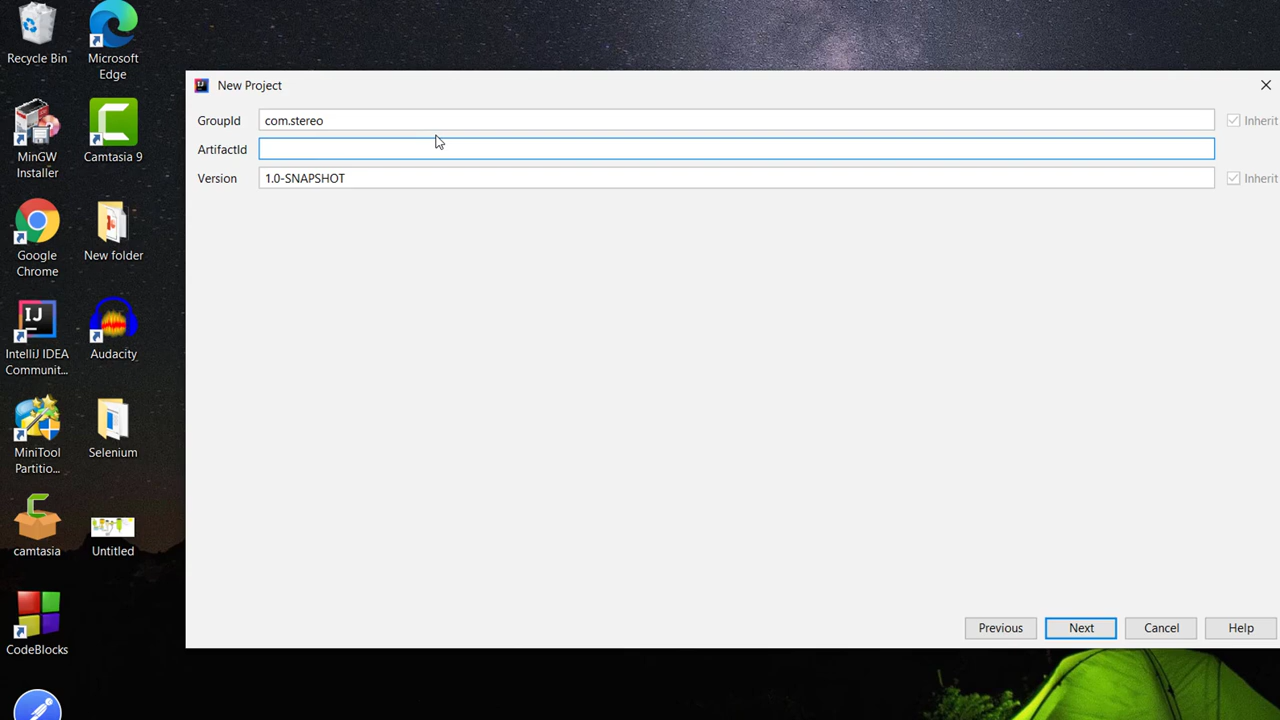 Recycle Bin
Microsoft
Edge
New Project
GroupId com.stereo Inherit
ArtifactId
Version 1.0-SNAPSHOT Inherit
MinGW
Installer
Camtasia 9
Google
Chrome
New folder
IJ
IntelliJ IDEA
Communit...
Audacity
MiniTool
Partitio...
Selenium
camtasia
Untitled
CodeBlocks
Previous Next Cancel Help